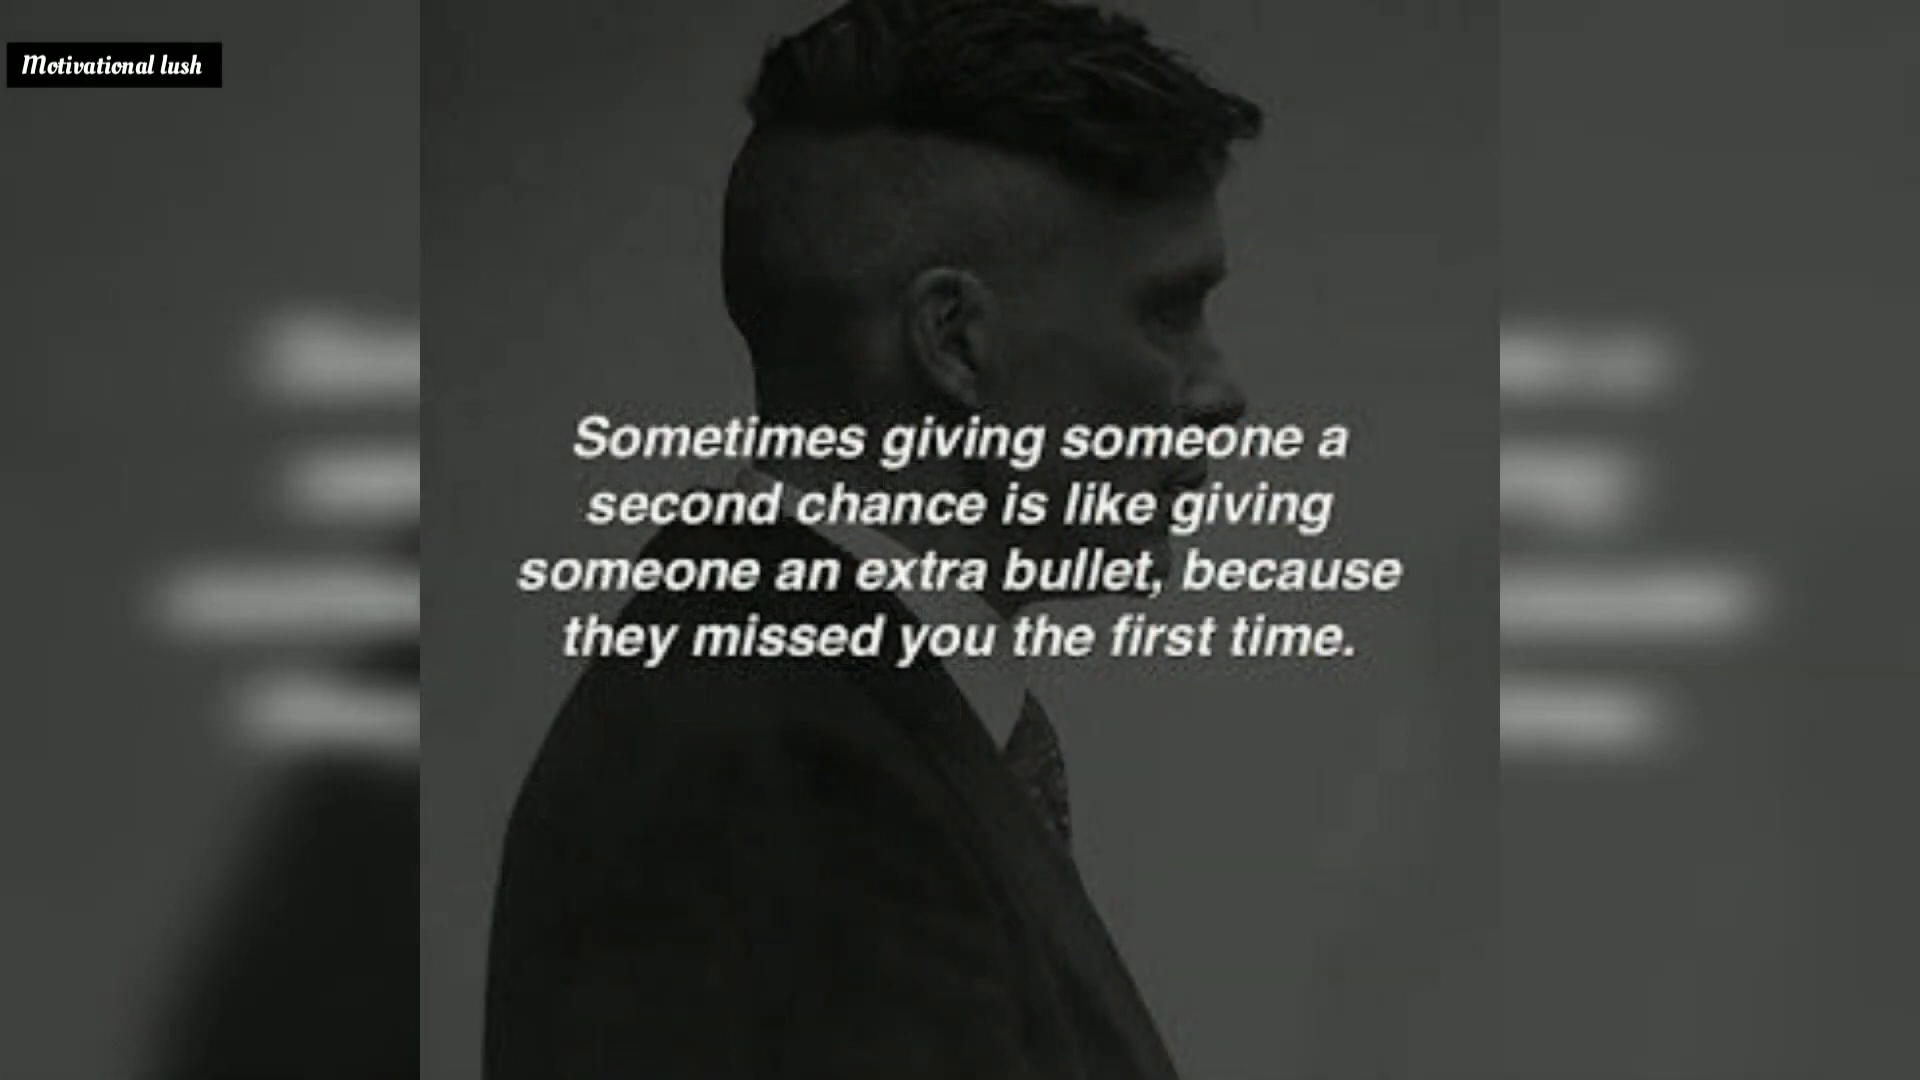 Motivational lush
Sometimes giving someone a
second chance is like giving
someone an extra bullet, because
they missed you the first time.